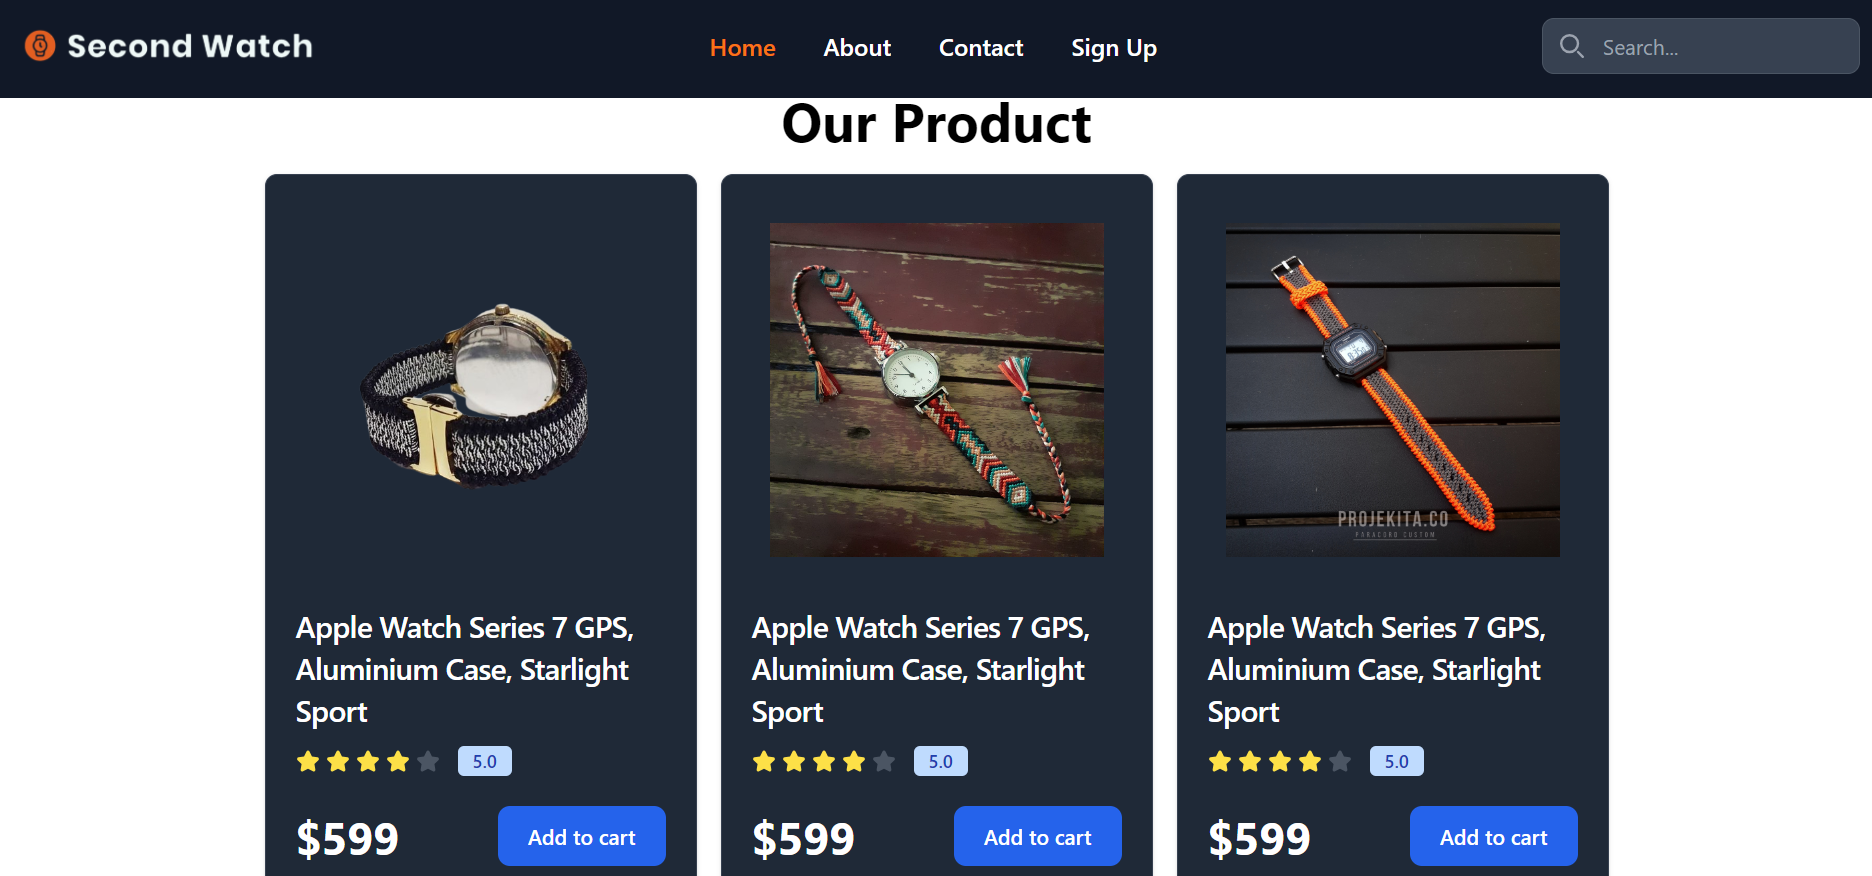 Second Watch
Home About Contact Sign Up
Search...
Our Product
PROJEKITA.CO
PARACORD CUSTOM
Apple Watch Series 7 GPS,
Aluminium Case, Starlight
Sport
5.0
$599 Add to cart
Apple Watch Series 7 GPS,
Aluminium Case, Starlight
Sport
5.0
$599 Add to cart
Apple Watch Series 7 GPS,
Aluminium Case, Starlight
Sport
5.0
$599 Add to cart